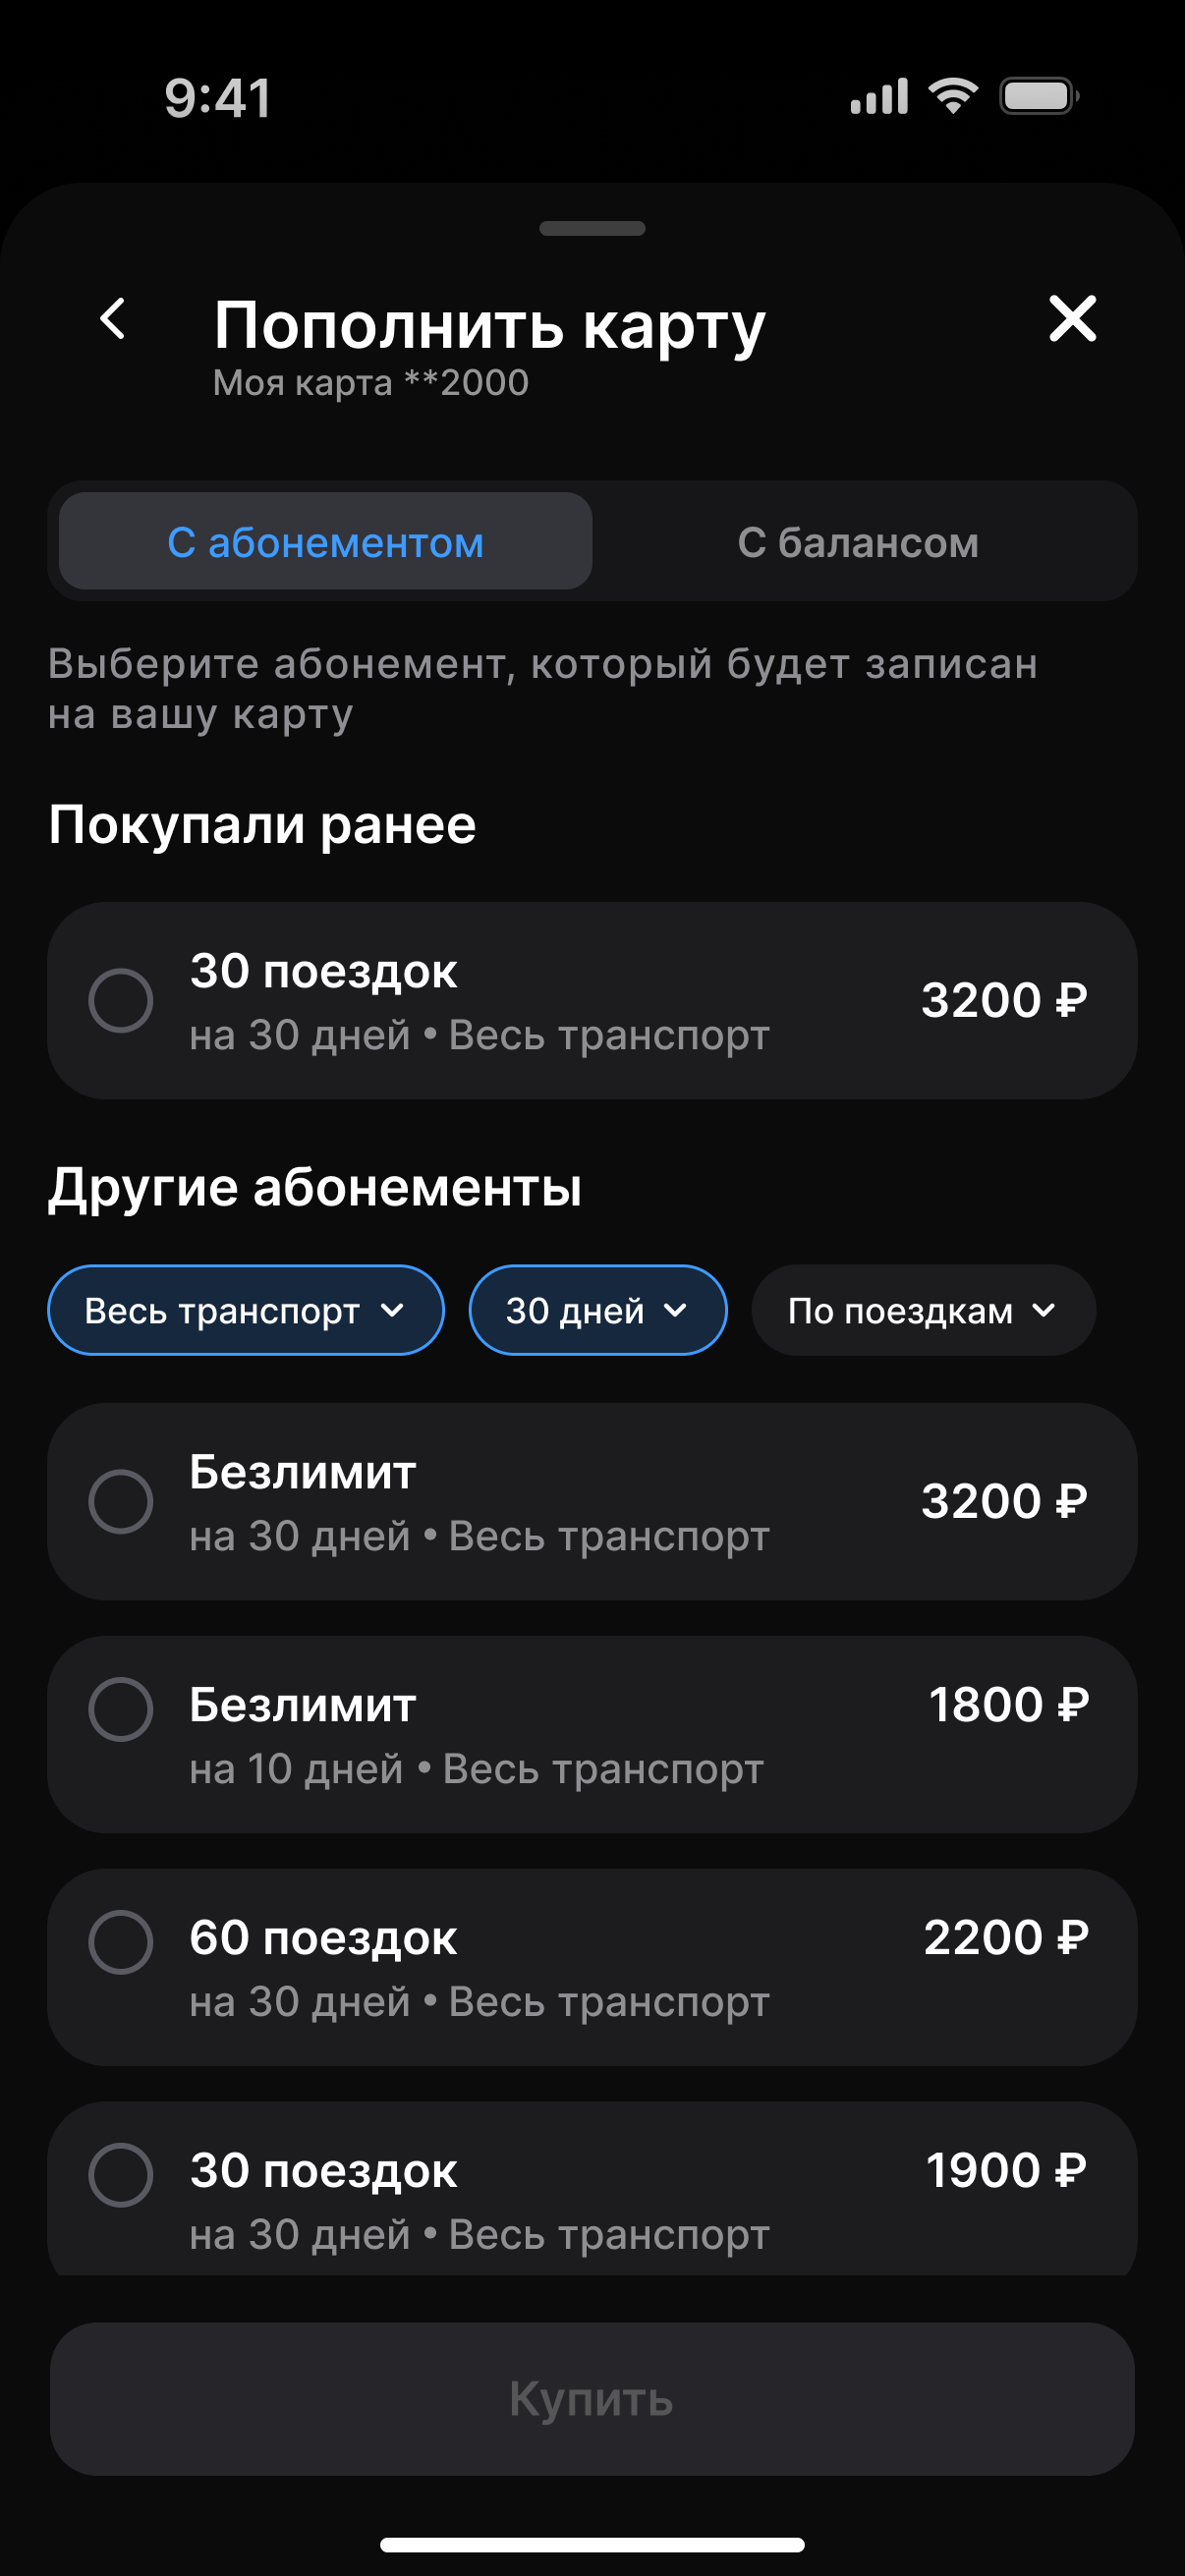 9:41
Пополнить карту
Моя карта **2000
С абонементом
С балансом
Выберите абонемент, который будет записан
на вашу карту
Покупали ранее
30 поездок
3200 ₽
на 30 дней • Весь транспорт
Другие абонементы
Весь транспорт
30 дней
По поездкам
Безлимит
3200 ₽
на 30 дней • Весь транспорт
Безлимит
1800 ₽
на 10 дней • Весь транспорт
60 поездок
2200 ₽
на 30 дней • Весь транспорт
30 поездок
1900 ₽
на 30 дней • Весь транспорт
Купить